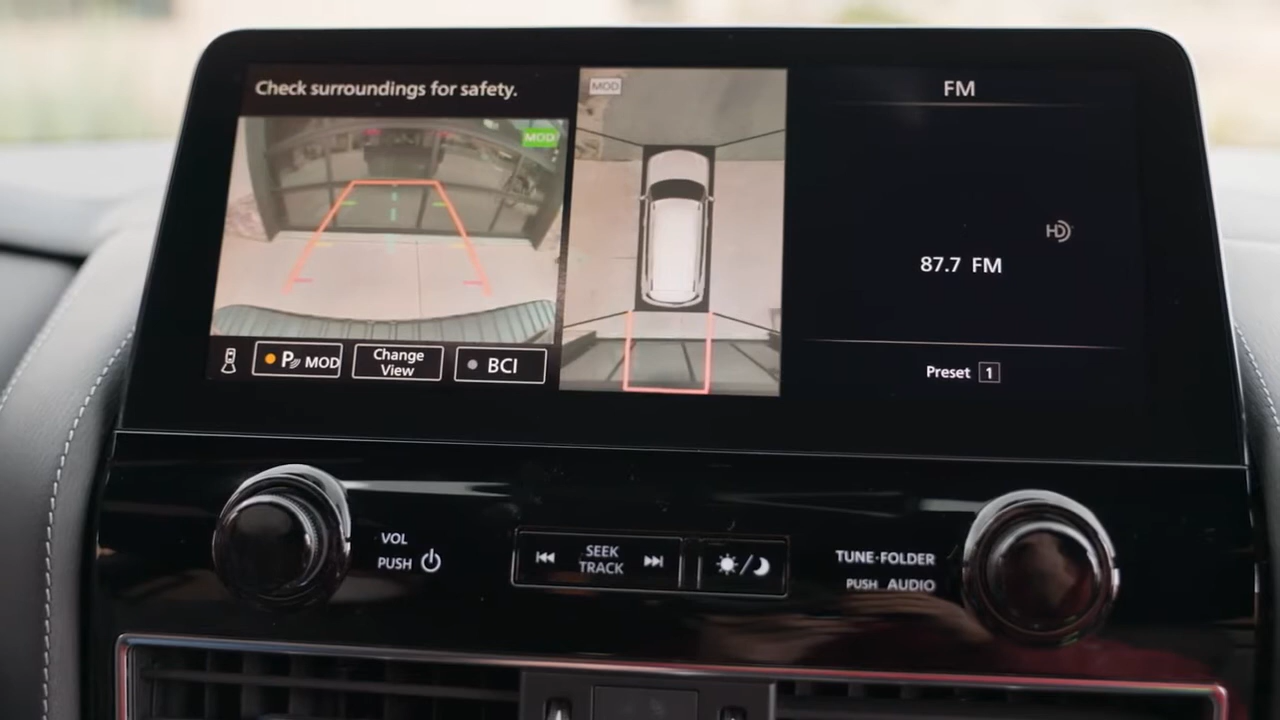 Check surroundings for safety.
MOD
MOD
P MOD
Change
View
BCI
FM
HD
87.7 FM
Preset 1
VOL
PUSH
SEEK
TRACK
TUNE·FOLDER
PUSH AUDIO